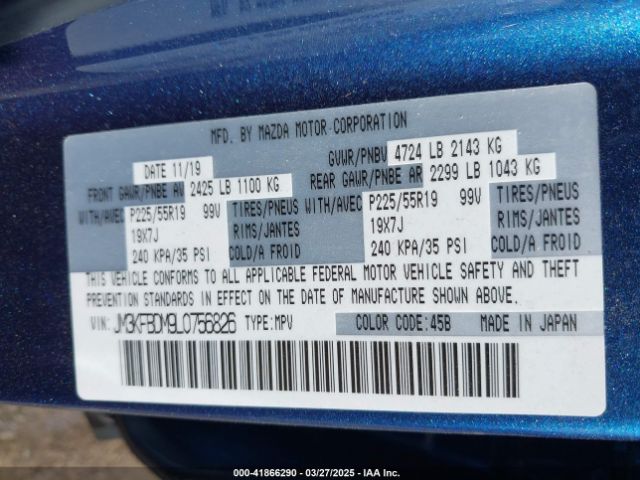 MFD. BY MAZDA MOTOR CORPORATION
DATE 11/19 GVWR/PNBV 4724 LB 2143 KG
FRONT GAWR/PNBE AV 2425 LB 1100 KG REAR GAWR/PNBE AR 2299 LB 1043 KG
WITH/AVEC P225/55R19 99V TIRES/PNEUS WITH/AVEC P225/55R19 99V TIRES/PNEUS
19X7J RIMS/JANTES 19X7J RIMS/JANTES
240 KPA/35 PSI COLD/A FROID 240 KPA/35 PSI COLD/A FROID
THIS VEHICLE CONFORMS TO ALL APPLICABLE FEDERAL MOTOR VEHICLE SAFETY AND THEFT
PREVENTION STANDARDS IN EFFECT ON THE DATE OF MANUFACTURE SHOWN ABOVE.
VIN: JM3KFBDM9L0756826 TYPE: MPV COLOR CODE: 45B MADE IN JAPAN
000-41866290 - 03/27/2025 - IAA Inc.